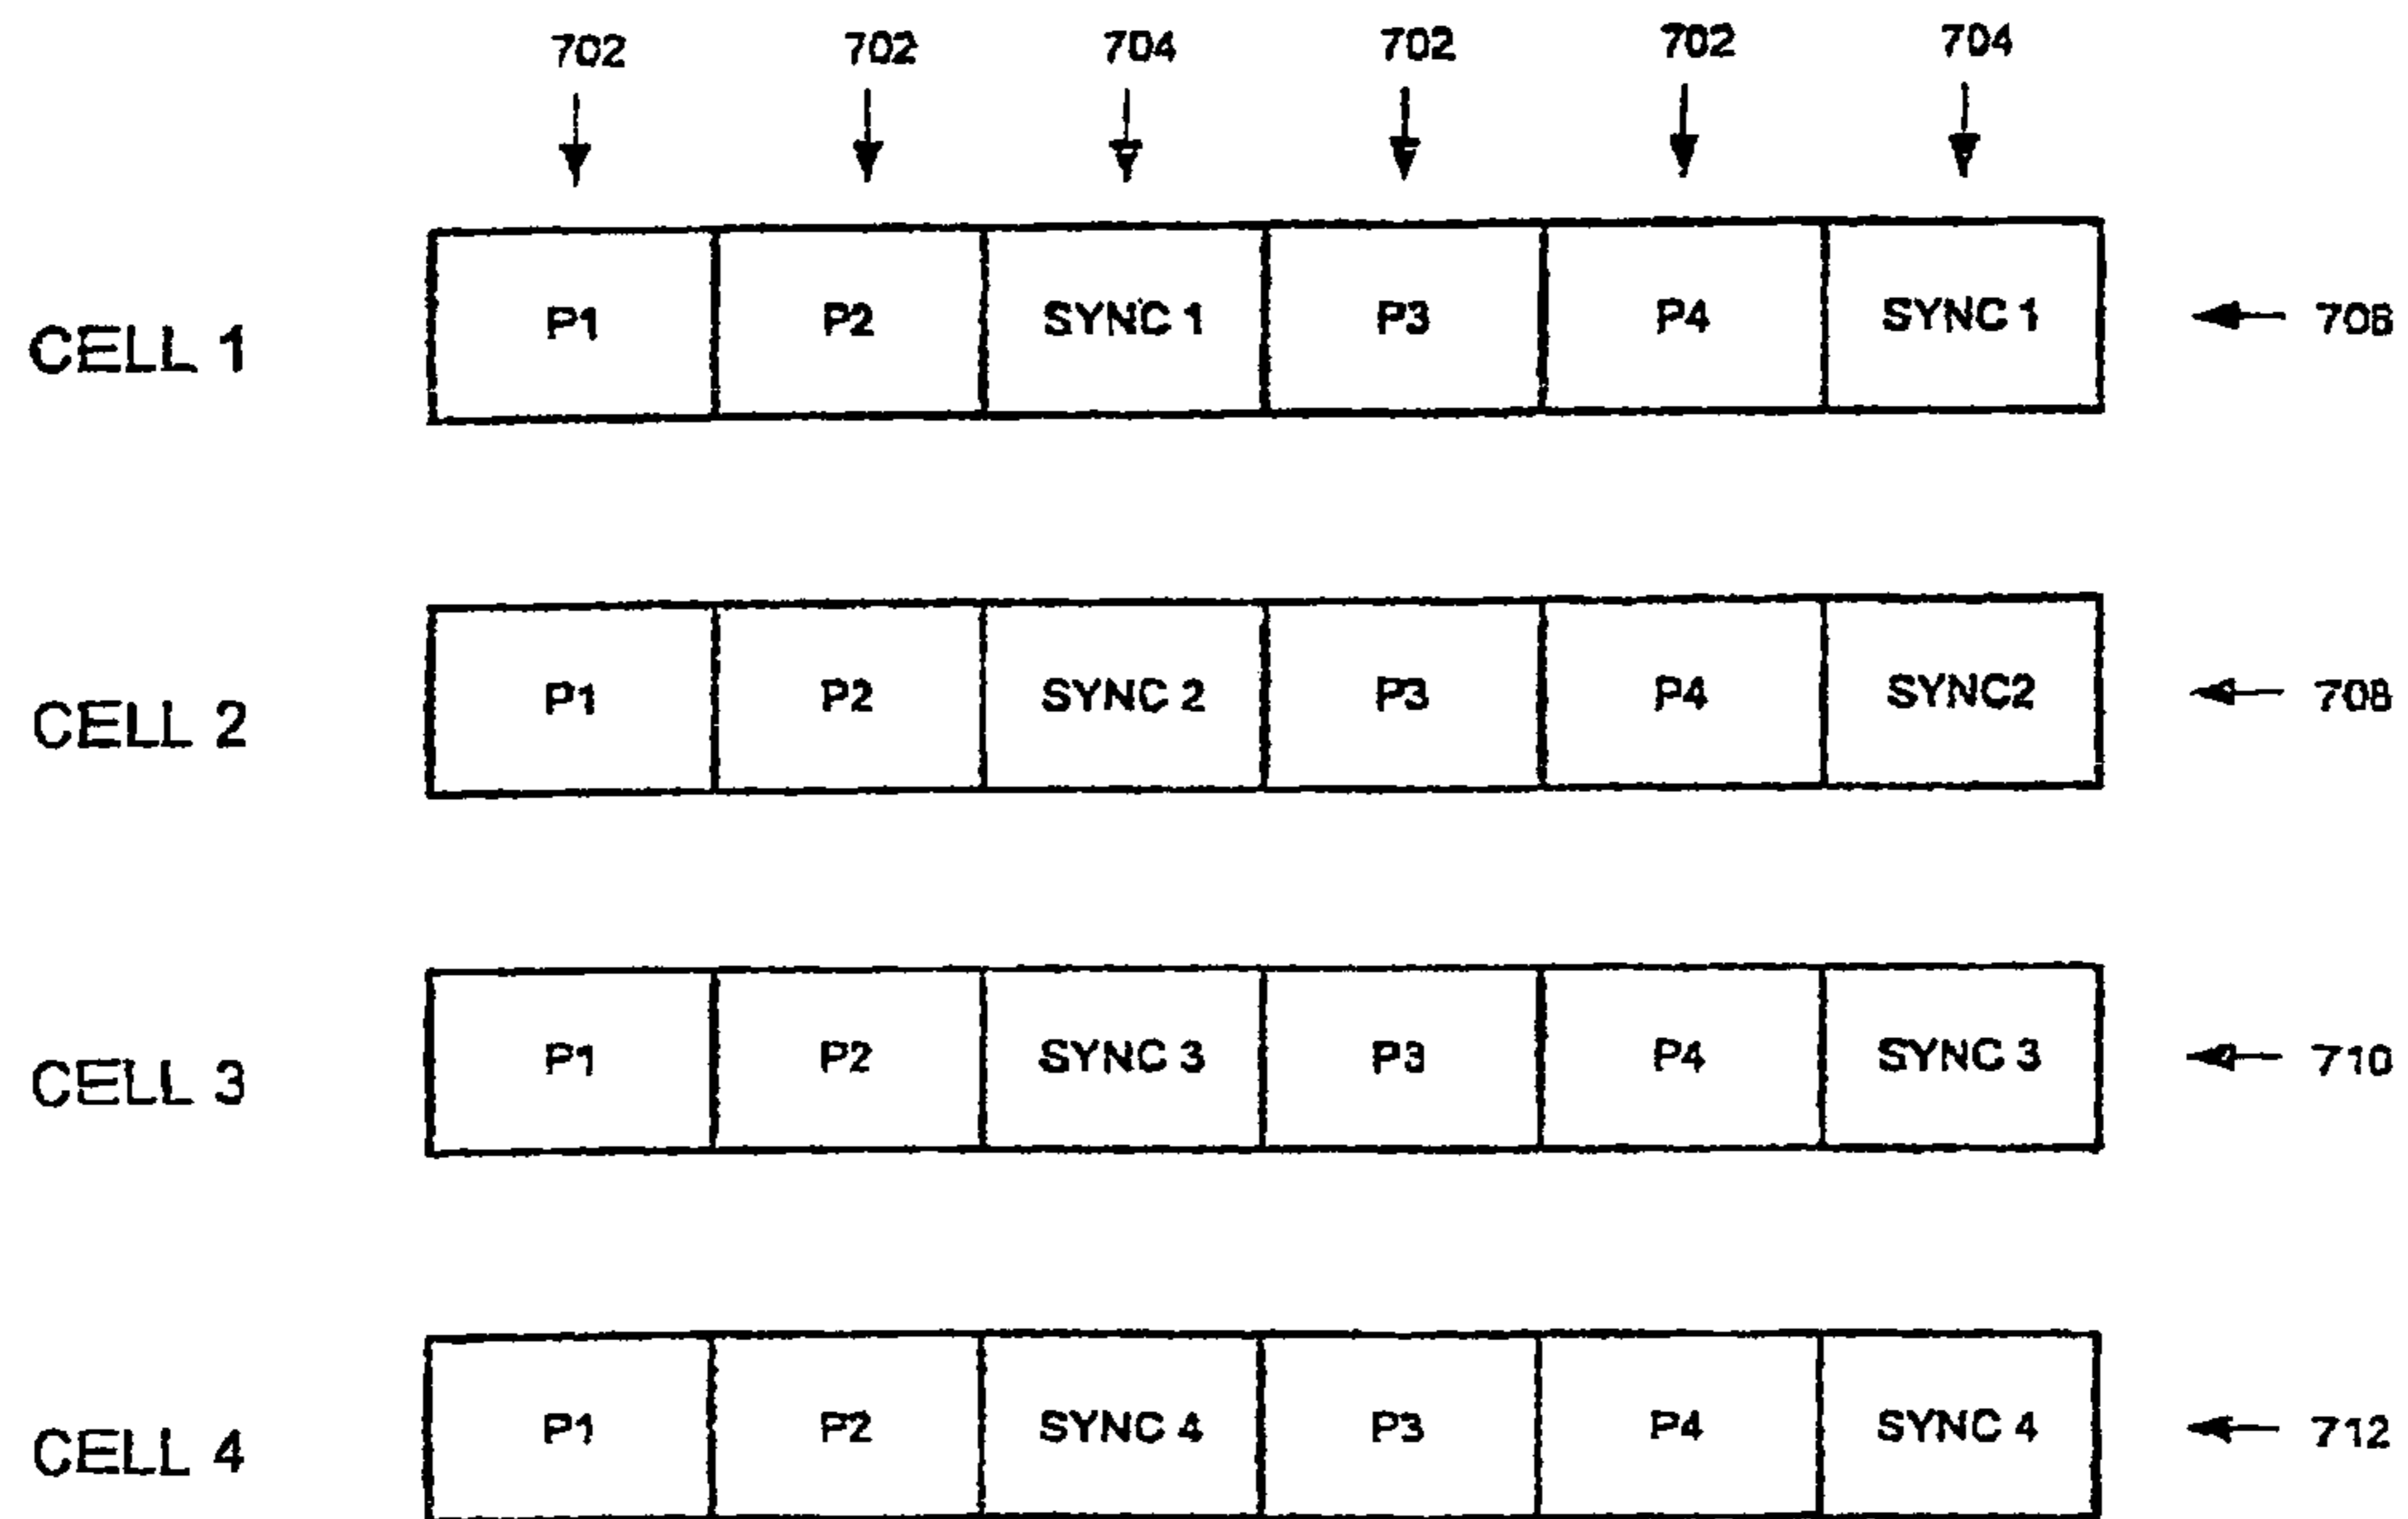 702 702 704 702 702 704
CELL 1 P1 P2 SYNC 1 P3 P4 SYNC 1 706
CELL 2 P1 P2 SYNC 2 P3 P4 SYNC2 708
CELL 3 P1 P2 SYNC 3 P3 P4 SYNC 3 710
CELL 4 P1 P2 SYNC 4 P3 P4 SYNC 4 712